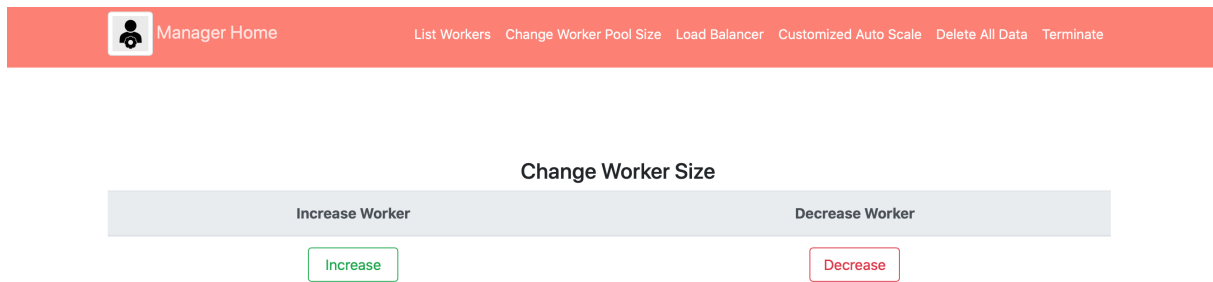 Manager Home List Workers Change Worker Pool Size Load Balancer Customized Auto Scale Delete All Data Terminate
Change Worker Size
Increase Worker Decrease Worker
Increase Decrease